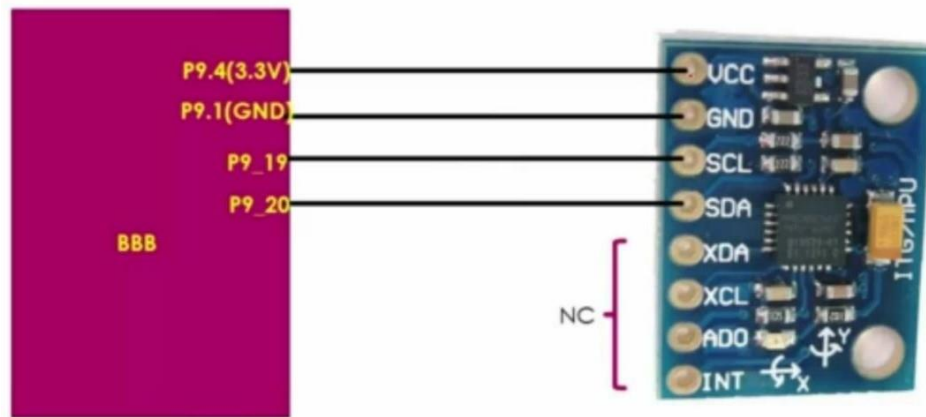 P9.4(3.3V)
P9.1(GND)
P9_19
P9_20
BBB
NC
VCC
GND
SCL
SDA
XDA
XCL
ADO
INT
ITG/MPU
Y
X